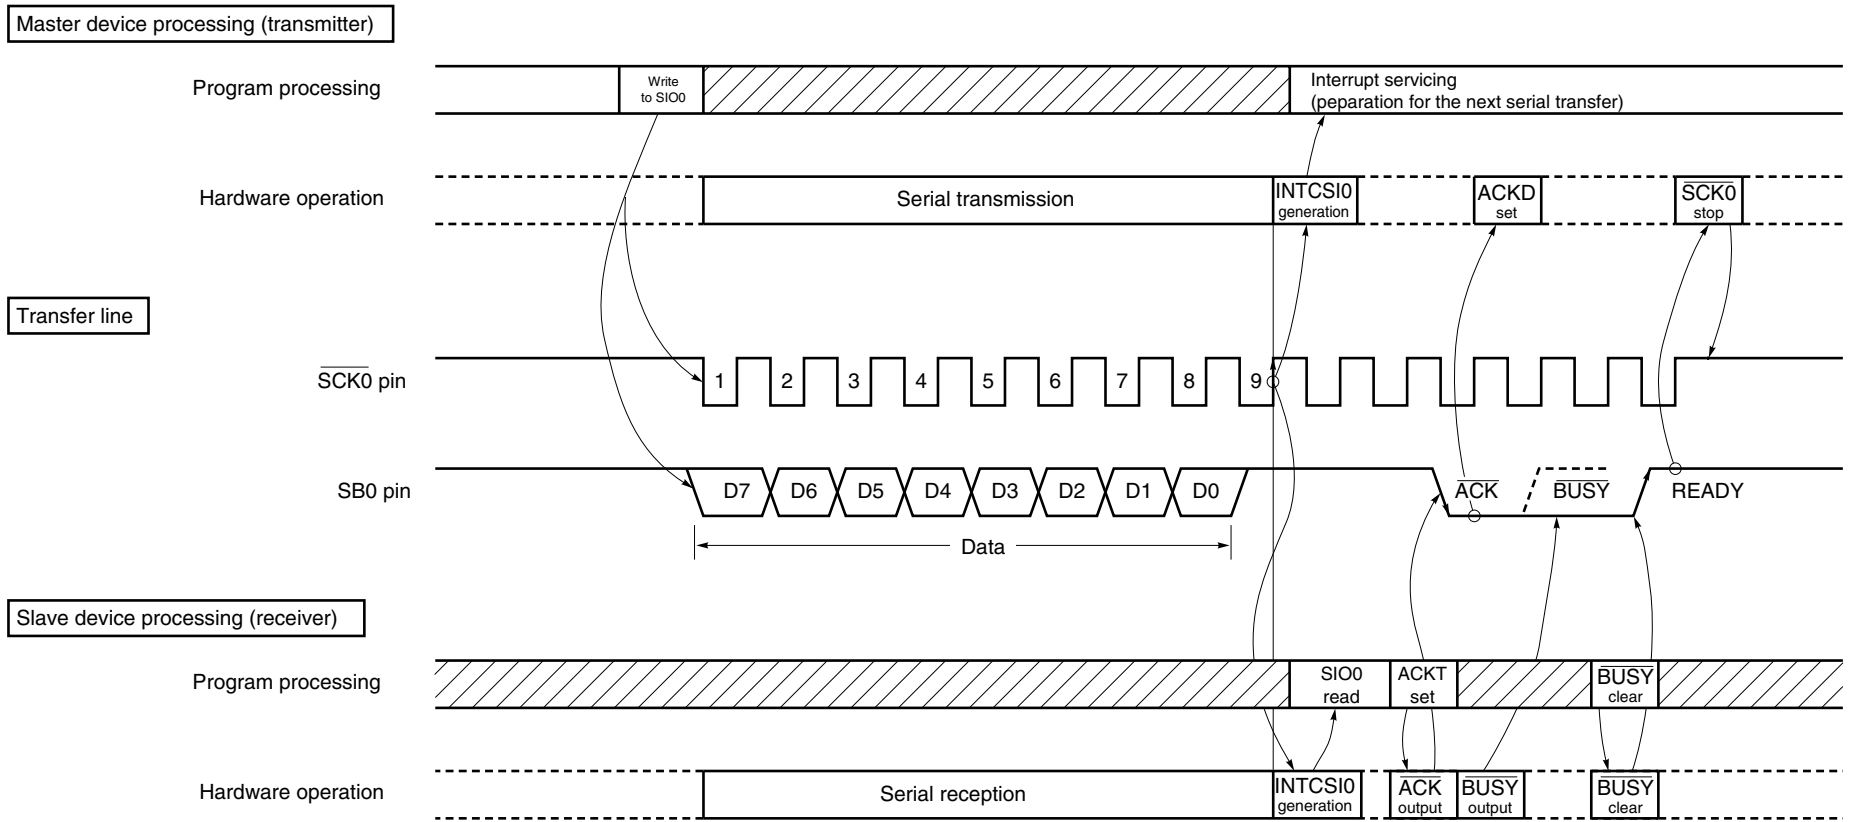 Master device processing (transmitter)
Program processing
Write
to SIO0
Interrupt servicing
(peparation for the next serial transfer)
Hardware operation
Serial transmission
INTCSI0
generation
ACKD
set
SCK0
stop
Transfer line
SCK0 pin
1 2 3 4 5 6 7 8 9
SB0 pin
D7 D6 D5 D4 D3 D2 D1 D0
ACK
BUSY
READY
Data
Slave device processing (receiver)
Program processing
SIO0
read
ACKT
set
BUSY
clear
Hardware operation
Serial reception
INTCSI0
generation
ACK
output
BUSY
output
BUSY
clear